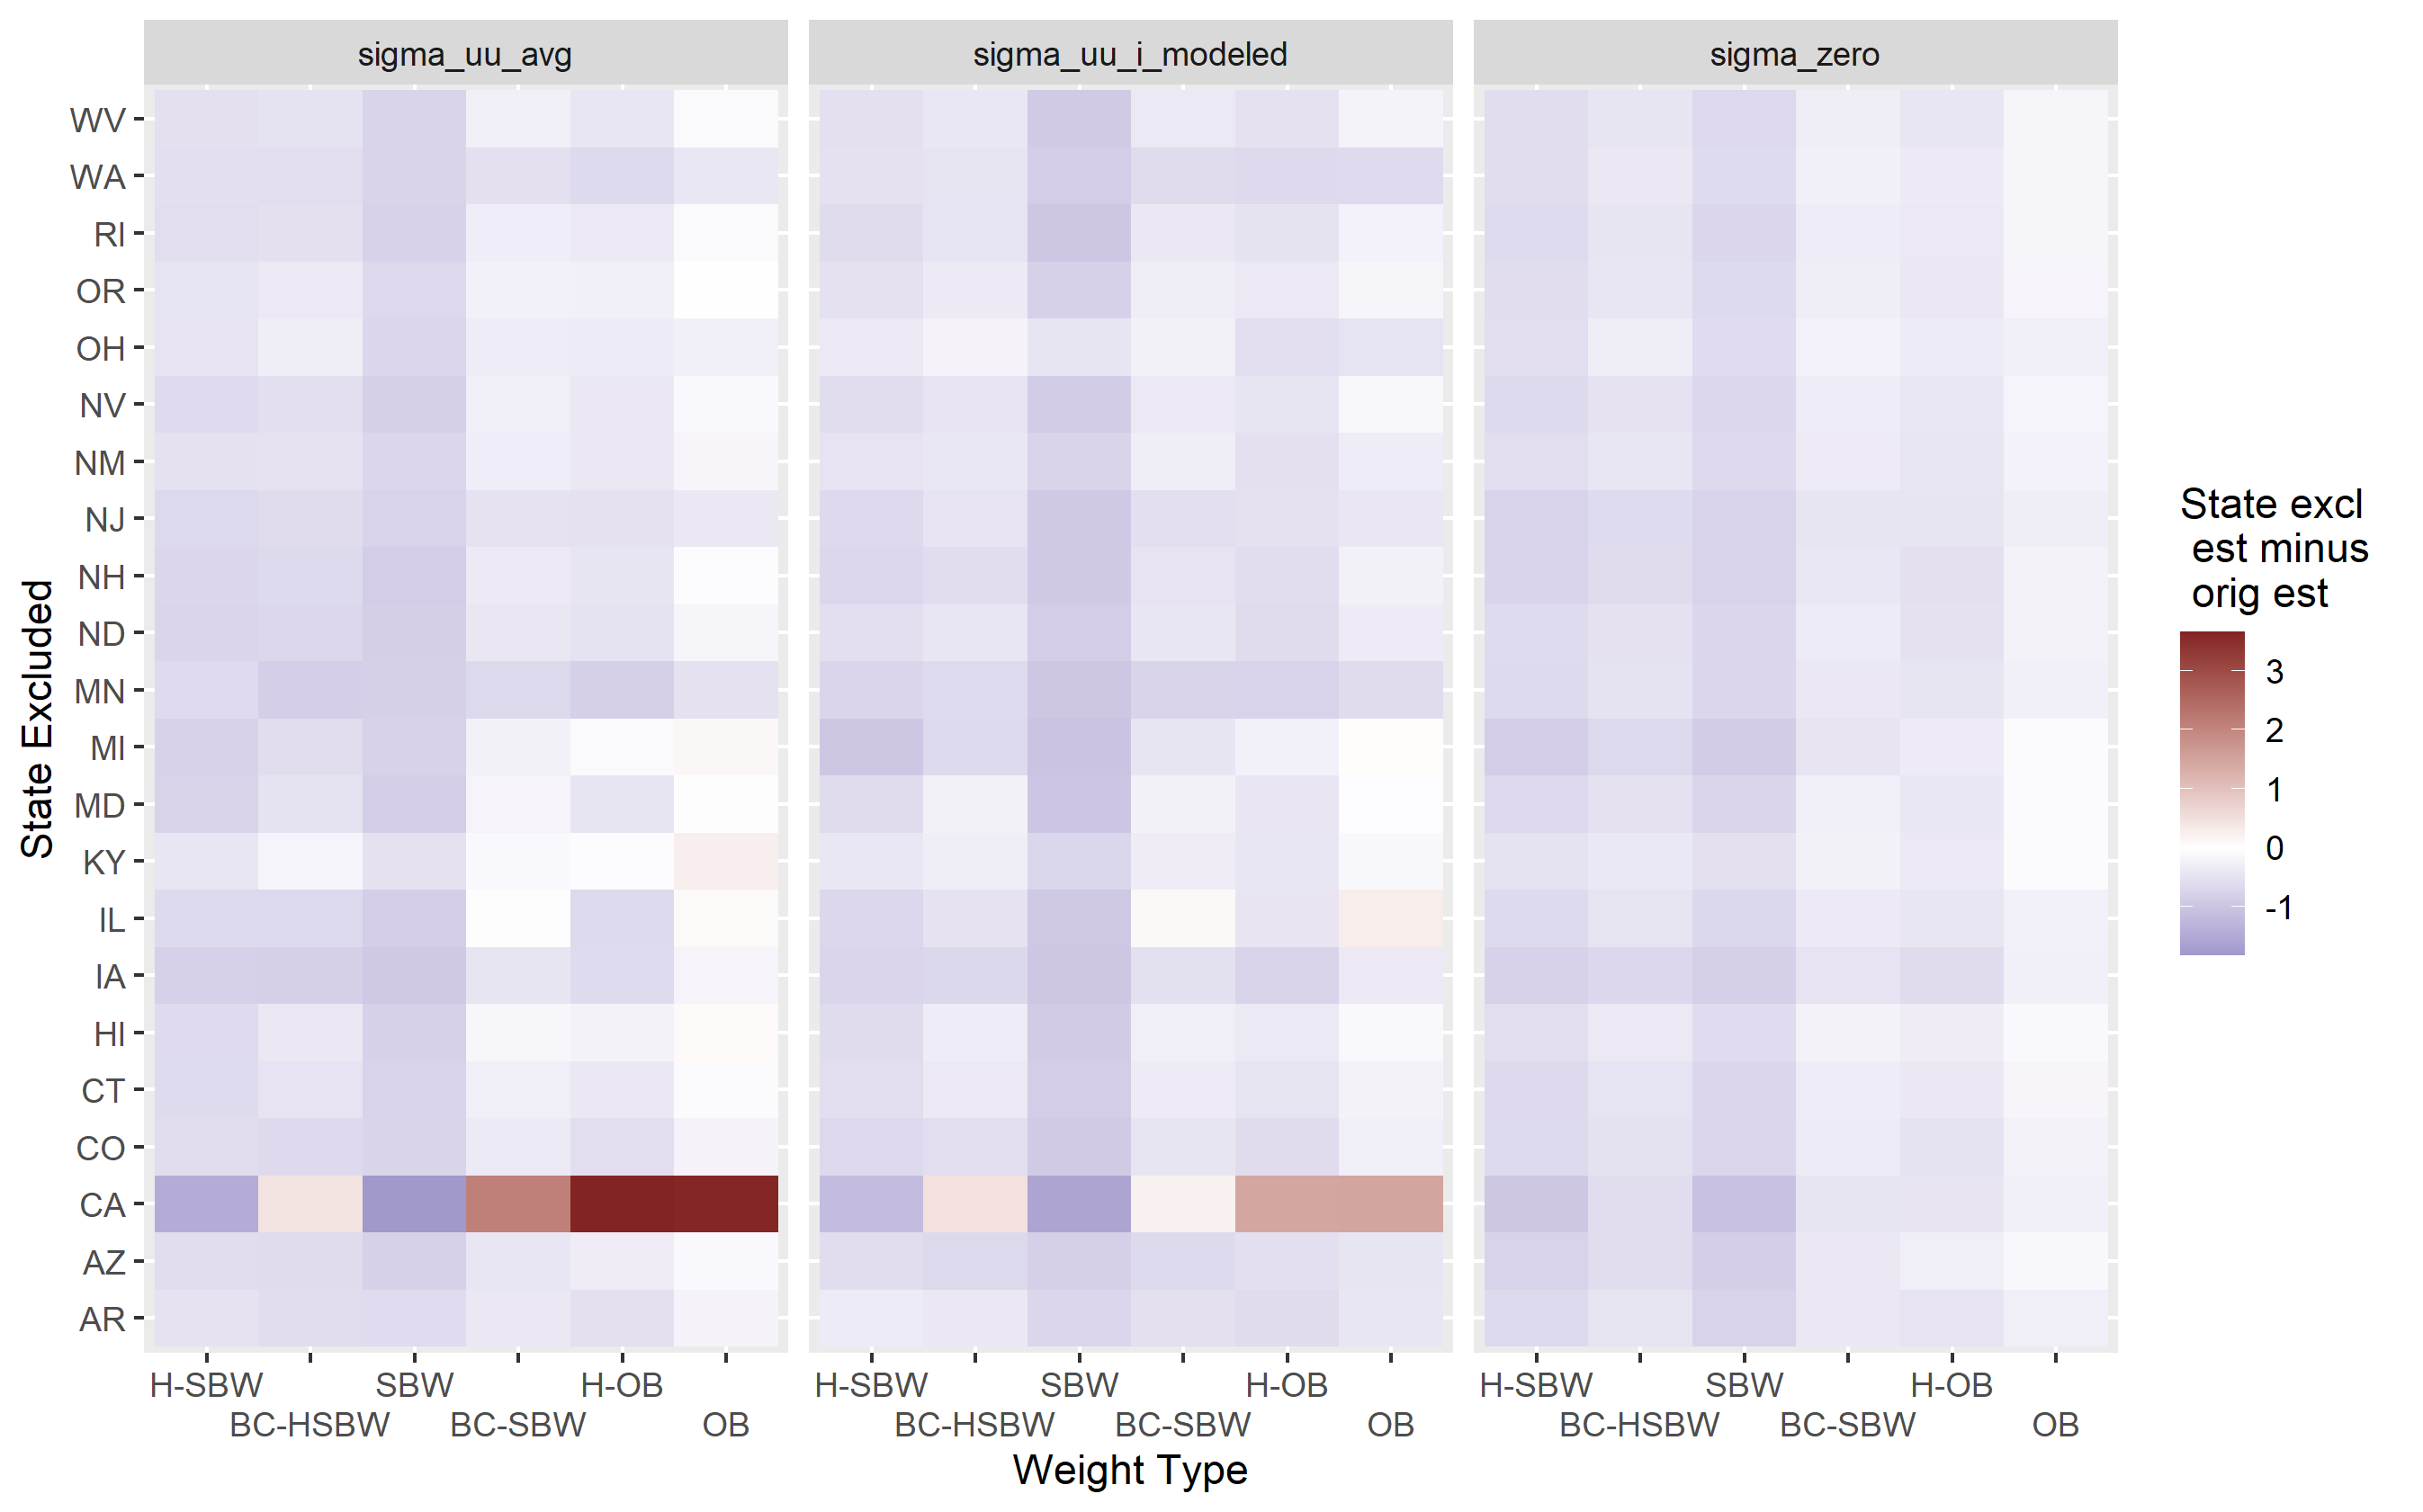 sigma_uu_avg
sigma_uu_i_modeled
sigma_zero
State Excluded
WV
WA
RI
OR
OH
NV
NM
NJ
NH
ND
MN
MI
MD
KY
IL
IA
HI
CT
CO
CA
AZ
AR
H-SBW
SBW
H-OB
BC-HSBW
BC-SBW
OB
H-SBW
SBW
H-OB
BC-HSBW
BC-SBW
OB
H-SBW
SBW
H-OB
BC-HSBW
BC-SBW
OB
Weight Type
State excl
est minus
orig est
3
2
1
0
-1